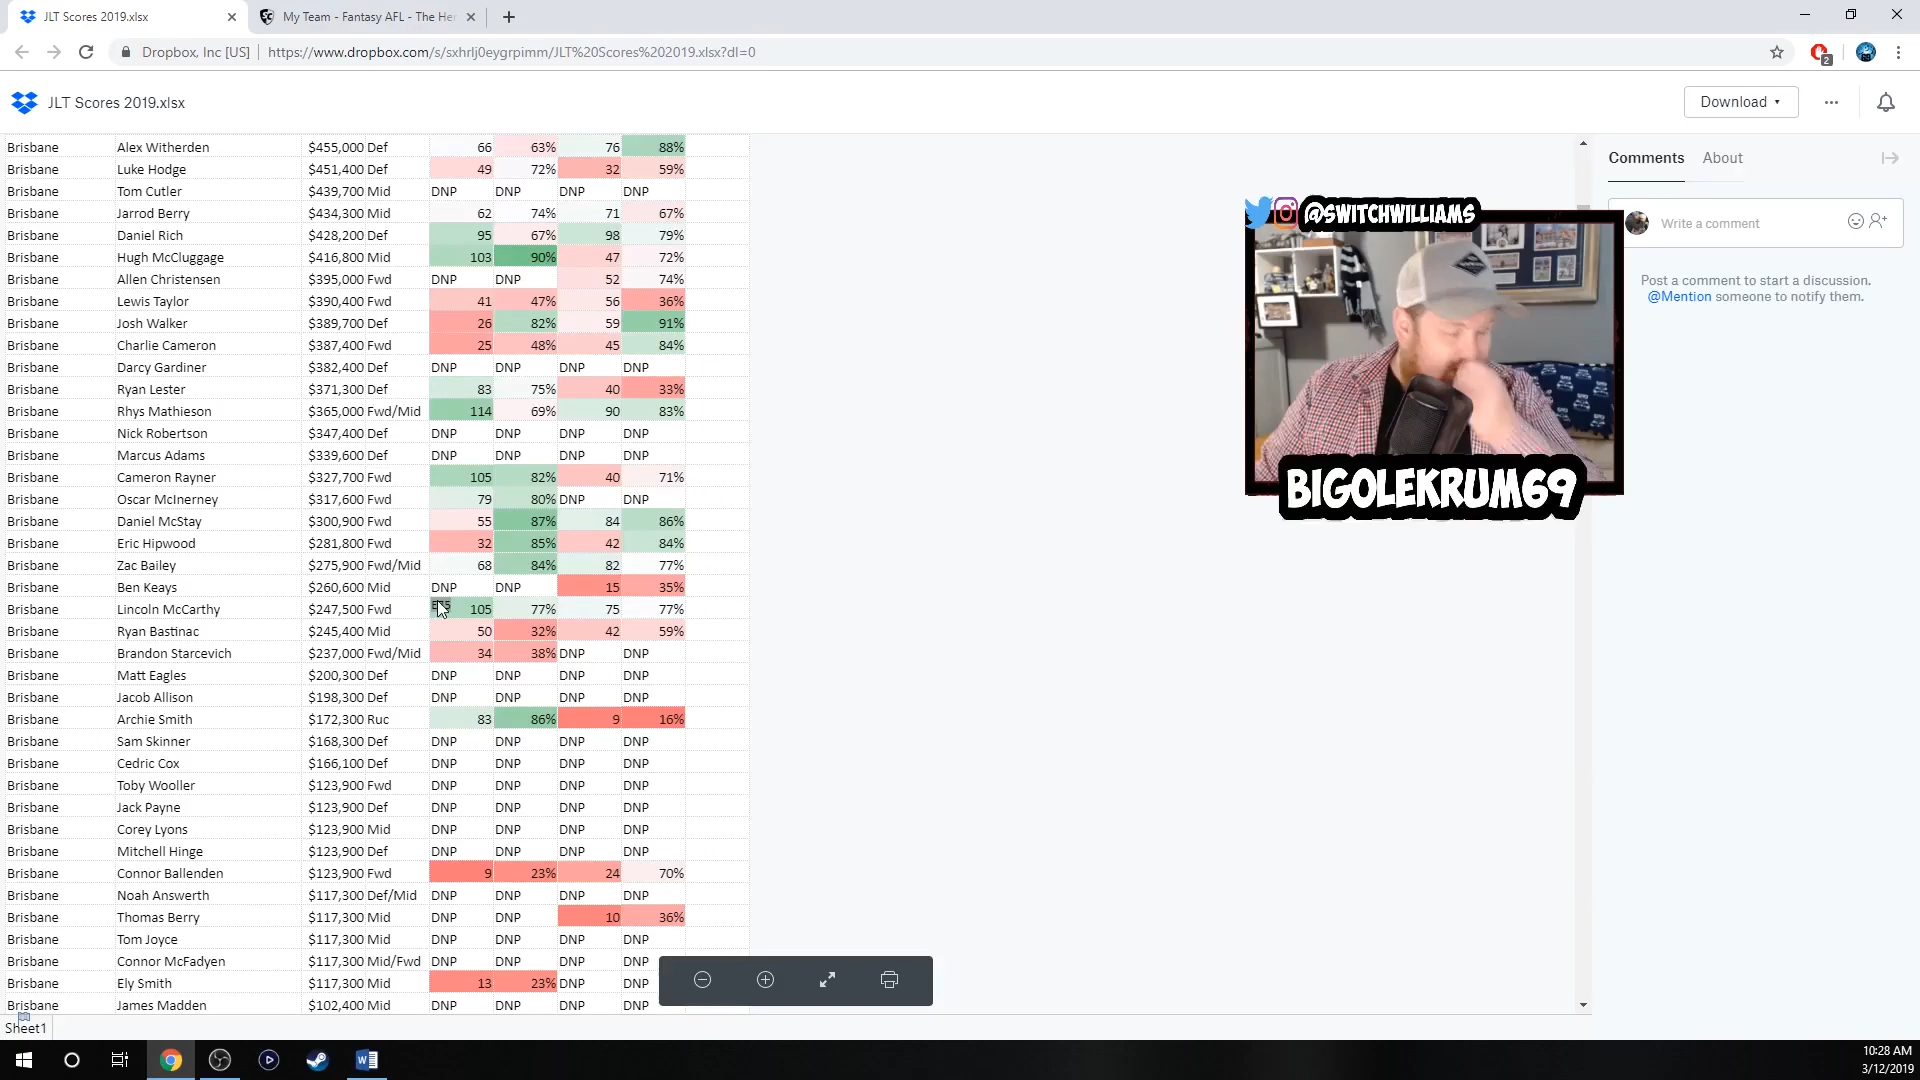 JLT Scores 2019.xlsx
My Team - Fantasy AFL - The Her
Dropbox, Inc [US] | https://www.dropbox.com/s/sxhrlj0eygrpimm/JLT%20Scores%202019.xlsx?dl=0
2
JLT Scores 2019.xlsx
Download
Brisbane Alex Witherden $455,000 Def 66 63% 76 88%
Brisbane Luke Hodge $451,400 Def 49 72% 32 59%
Brisbane Tom Cutler $439,700 Mid DNP DNP DNP DNP
Brisbane Jarrod Berry $434,300 Mid 62 74% 71 67%
Brisbane Daniel Rich $428,200 Def 95 67% 98 79%
Brisbane Hugh McCluggage $416,800 Mid 103 90% 47 72%
Brisbane Allen Christensen $395,000 Fwd DNP DNP 52 74%
Brisbane Lewis Taylor $390,400 Fwd 41 47% 56 36%
Brisbane Josh Walker $389,700 Def 26 82% 59 91%
Brisbane Charlie Cameron $387,400 Fwd 25 48% 45 84%
Brisbane Darcy Gardiner $382,400 Def DNP DNP DNP DNP
Brisbane Ryan Lester $371,300 Def 83 75% 40 33%
Brisbane Rhys Mathieson $365,000 Fwd/Mid 114 69% 90 83%
Brisbane Nick Robertson $347,400 Def DNP DNP DNP DNP
Brisbane Marcus Adams $339,600 Def DNP DNP DNP DNP
Brisbane Cameron Rayner $327,700 Fwd 105 82% 40 71%
Brisbane Oscar McInerney $317,600 Fwd 79 80% DNP DNP
Brisbane Daniel McStay $300,900 Fwd 55 87% 84 86%
Brisbane Eric Hipwood $281,800 Fwd 32 85% 42 84%
Brisbane Zac Bailey $275,900 Fwd/Mid 68 84% 82 77%
Brisbane Ben Keays $260,600 Mid DNP DNP 15 35%
Brisbane Lincoln McCarthy $247,500 Fwd 105 77% 75 77%
Brisbane Ryan Bastinac $245,400 Mid 50 32% 42 59%
Brisbane Brandon Starcevich $237,000 Fwd/Mid 34 38% DNP DNP
Brisbane Matt Eagles $200,300 Def DNP DNP DNP DNP
Brisbane Jacob Allison $198,300 Def DNP DNP DNP DNP
Brisbane Archie Smith $172,300 Ruc 83 86% 9 16%
Brisbane Sam Skinner $168,300 Def DNP DNP DNP DNP
Brisbane Cedric Cox $166,100 Def DNP DNP DNP DNP
Brisbane Toby Wooller $123,900 Fwd DNP DNP DNP DNP
Brisbane Jack Payne $123,900 Def DNP DNP DNP DNP
Brisbane Corey Lyons $123,900 Mid DNP DNP DNP DNP
Brisbane Mitchell Hinge $123,900 Def DNP DNP DNP DNP
Brisbane Connor Ballenden $123,900 Fwd 9 23% 24 70%
Brisbane Noah Answerth $117,300 Def/Mid DNP DNP DNP DNP
Brisbane Thomas Berry $117,300 Mid DNP DNP 10 36%
Brisbane Tom Joyce $117,300 Mid DNP DNP DNP DNP
Brisbane Connor McFadyen $117,300 Mid/Fwd DNP DNP DNP DNP
Brisbane Ely Smith $117,300 Mid 13 23% DNP DNP
Brisbane James Madden $102,400 Mid DNP DNP DNP DNP
Sheet1
Comments About
Write a comment
Post a comment to start a discussion.
@Mention someone to notify them.
@SWITCHWILLIAMS
BIGOLEKRUM69
10:28 AM
3/12/2019